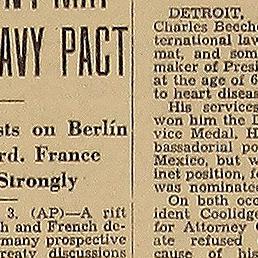 AVY PACT
sts on Berlin
rd. France
Strongly
3. (AP)—A rift
h and French de-
many prospective
treaty discussions
DETROIT,
Charles Beeche
ternational law
mat, and som
maker of Presi
at the age of 6
to heart diseas
His services
won him the D
vice Medal. H
bassadorial po
Mexico, but w
inet position, fo
was nominated
On both occ
ident Coolidge
for Attorney G
ate refused
cause of his